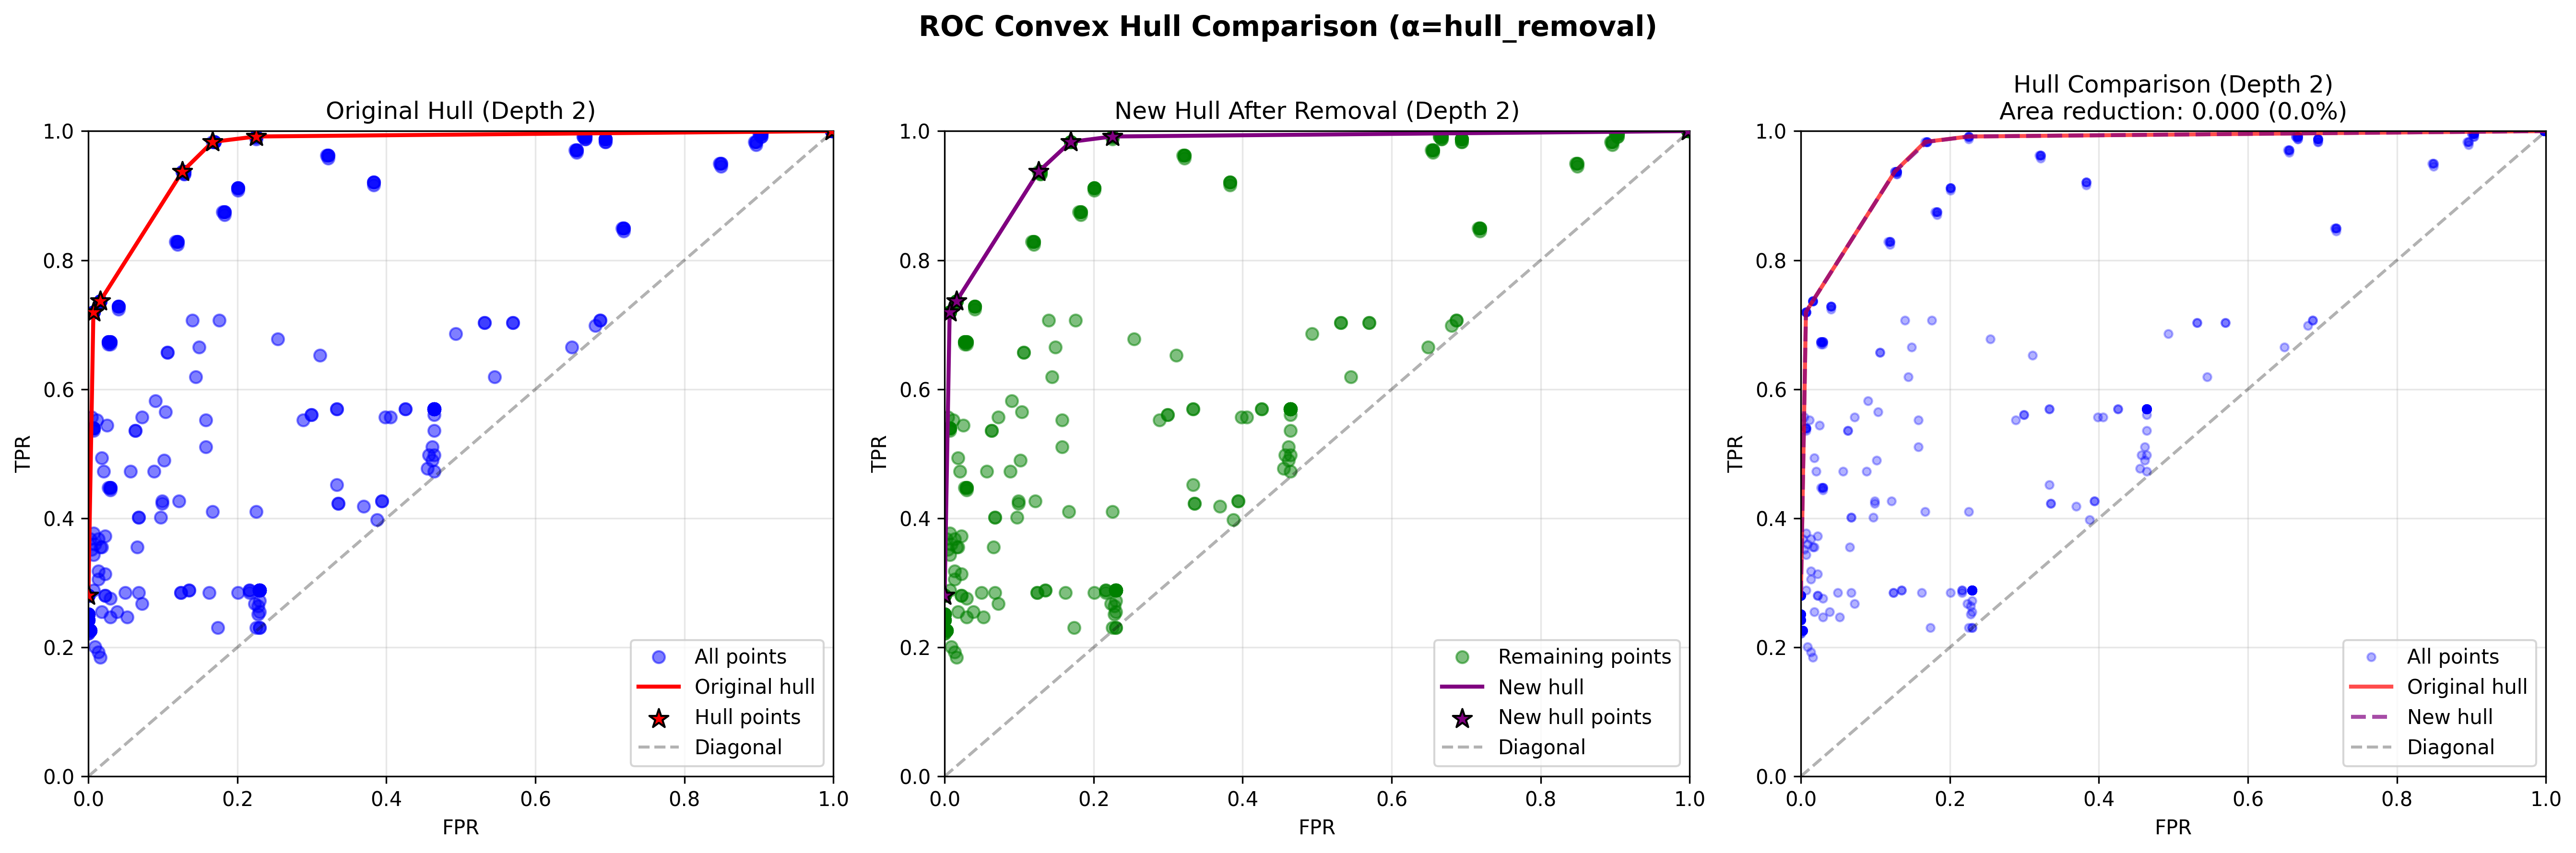 ROC Convex Hull Comparison (α=hull_removal)
Original Hull (Depth 2)
TPR
1.0
0.8
0.6
0.4
0.2
0.0
0.0 0.2 0.4 0.6 0.8 1.0
FPR
All points
Original hull
Hull points
Diagonal
New Hull After Removal (Depth 2)
TPR
1.0
0.8
0.6
0.4
0.2
0.0
0.0 0.2 0.4 0.6 0.8 1.0
FPR
Remaining points
New hull
New hull points
Diagonal
Hull Comparison (Depth 2)
Area reduction: 0.000 (0.0%)
TPR
1.0
0.8
0.6
0.4
0.2
0.0
0.0 0.2 0.4 0.6 0.8 1.0
FPR
All points
Original hull
New hull
Diagonal